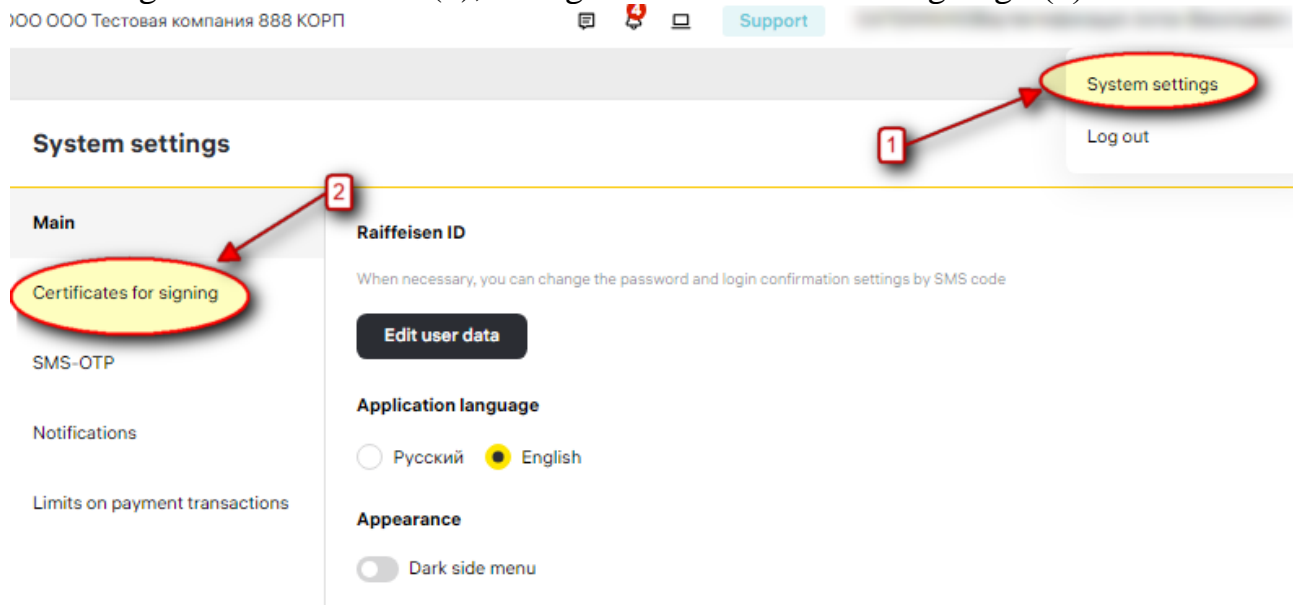 ООО ООО Тестовая компания 888 КОРП
4
Support
System settings
1
Log out
System settings
2
Main
Raiffeisen ID
When necessary, you can change the password and login confirmation settings by SMS code
Certificates for signing
Edit user data
SMS-OTP
Application language
Notifications
Русский
English
Limits on payment transactions
Appearance
Dark side menu